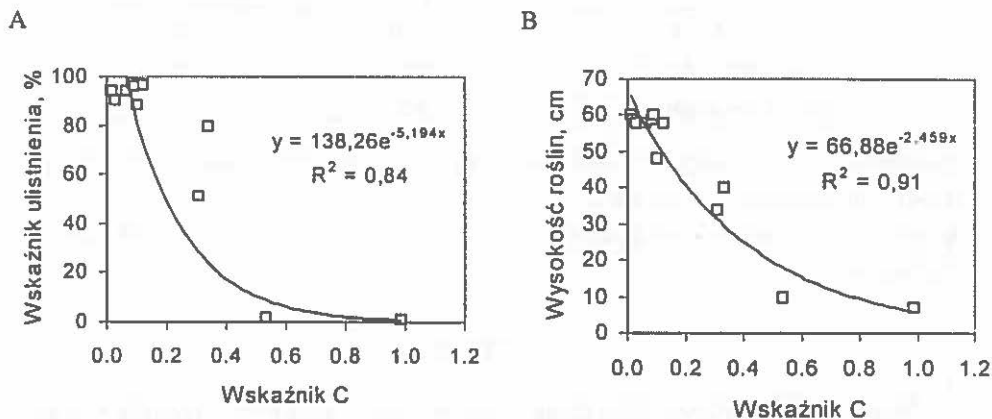 A
Wskaźnik ulistnienia, %
100
80
60
40
20
0
y = 138,26e^-5,194x
R² = 0,84
0.0 0.2 0.4 0.6 0.8 1.0 1.2
Wskaźnik C
B
Wysokość roślin, cm
70
60
50
40
30
20
10
0
y = 66,88e^-2,459x
R² = 0,91
0.0 0.2 0.4 0.6 0.8 1.0 1.2
Wskaźnik C